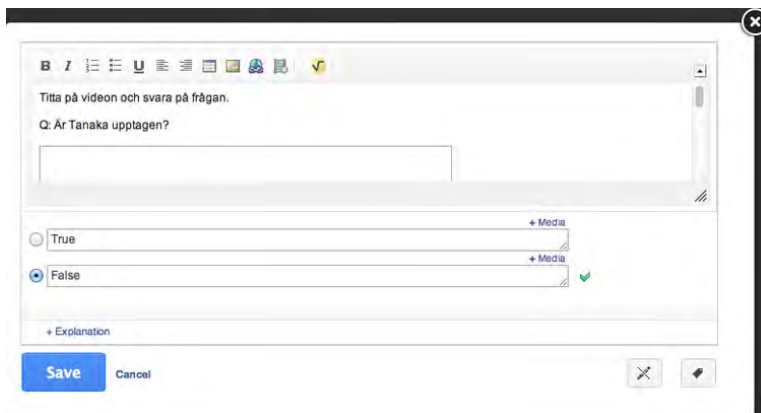 B I U
Titta på videon och svara på frågan.
Q: Är Tanaka upptagen?
+ Media
True
+ Media
False
+ Explanation
Save Cancel